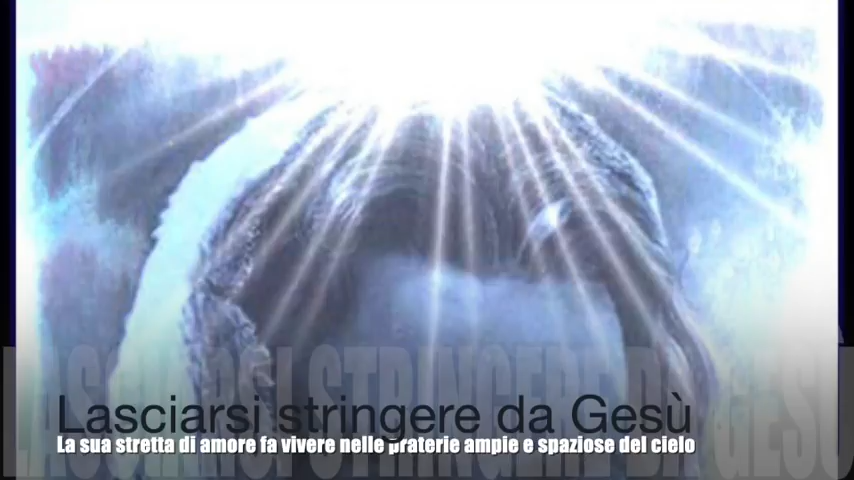 LASCIARSI STRINGERE DA GESÙ
Lasciarsi stringere da Gesù
La sua stretta di amore fa vivere nelle praterie ampie e spaziose del cielo